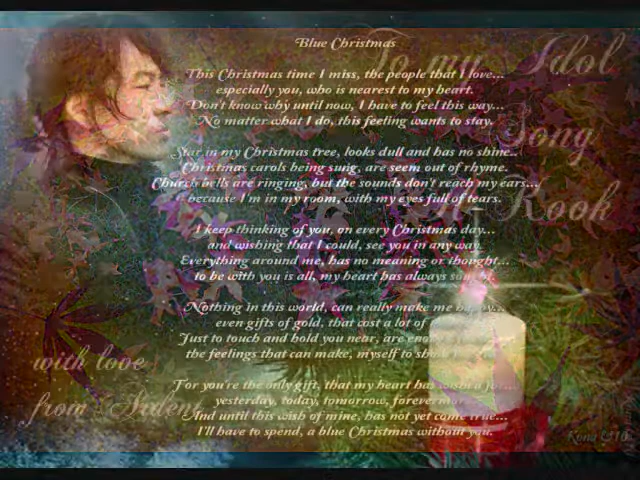 Blue Christmas
To my Idol
Song
Il-Kook
This Christmas time I miss, the people that I love...
especially you, who is nearest to my heart.
Don't know why until now, I have to feel this way...
No matter what I do, this feeling wants to stay.
Star in my Christmas tree, looks dull and has no shine..
Christmas carols being sung, are seem out of rhyme.
Church bells are ringing, but the sounds don't reach my ears...
because I'm in my room, with my eyes full of tears.
I keep thinking of you, on every Christmas day...
and wishing that I could, see you in any way.
Everything around me, has no meaning or thought...
to be with you is all, my heart has always
Nothing in this world, can really make me
even gifts of gold, that cost a lot of
Just to touch and hold you near, are
the feelings that can make, myself to
For you're the only gift, that my heart has
yesterday, today, tomorrow,
And until this wish of mine, has not yet come true...
I'll have to spend, a blue Christmas without you.
with love
from Ardent